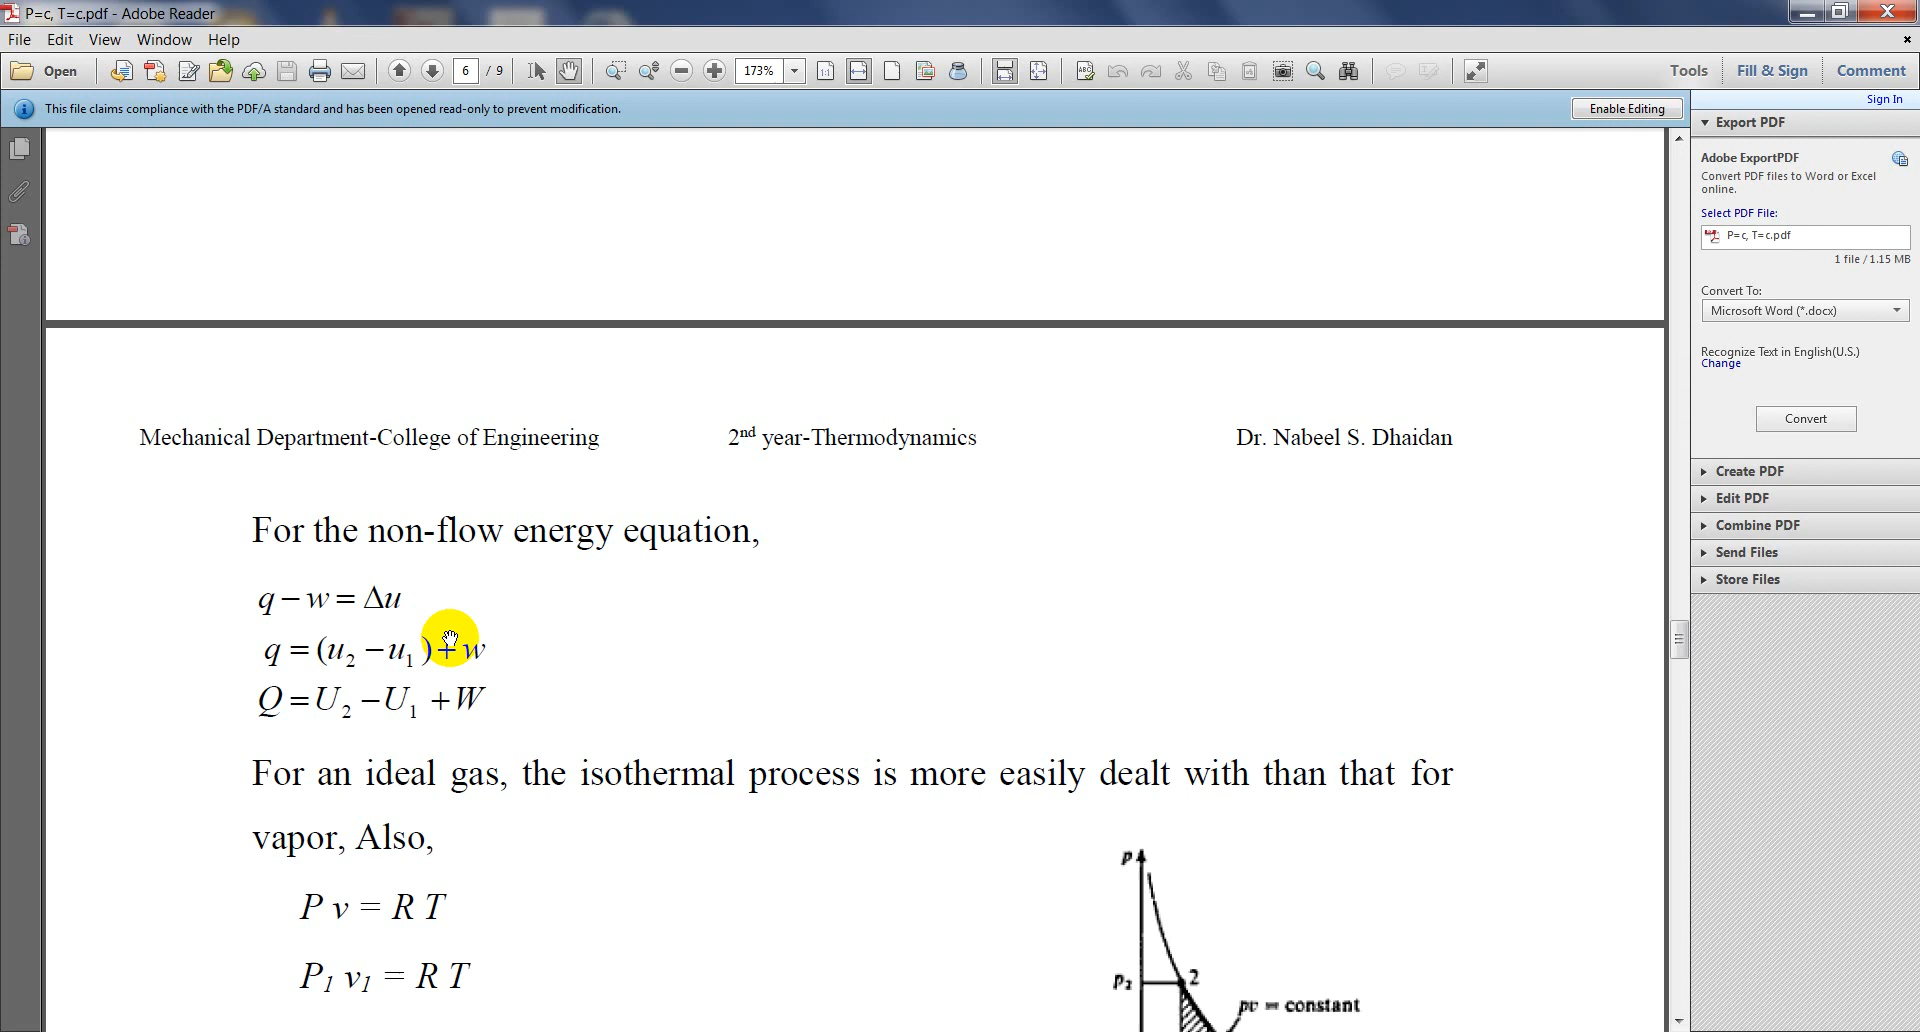 P=c, T=c.pdf - Adobe Reader
File Edit View Window Help
Open 6 / 9 173% Tools Fill & Sign Comment
This file claims compliance with the PDF/A standard and has been opened read-only to prevent modification. Enable Editing
Sign In
Export PDF
Adobe ExportPDF
Convert PDF files to Word or Excel
online.
Select PDF File:
P=c, T=c.pdf
1 file / 1.15 MB
Convert To:
Microsoft Word (*.docx)
Recognize Text in English(U.S.)
Change
Convert
Create PDF
Edit PDF
Combine PDF
Send Files
Store Files
Mechanical Department-College of Engineering 2nd year-Thermodynamics Dr. Nabeel S. Dhaidan
For the non-flow energy equation,
q − w = Δu
q = (u₂ − u₁) + w
Q = U₂ − U₁ + W
For an ideal gas, the isothermal process is more easily dealt with than that for
vapor, Also,
P v = R T
P₁ v₁ = R T
p
p₂ 2
pv = constant